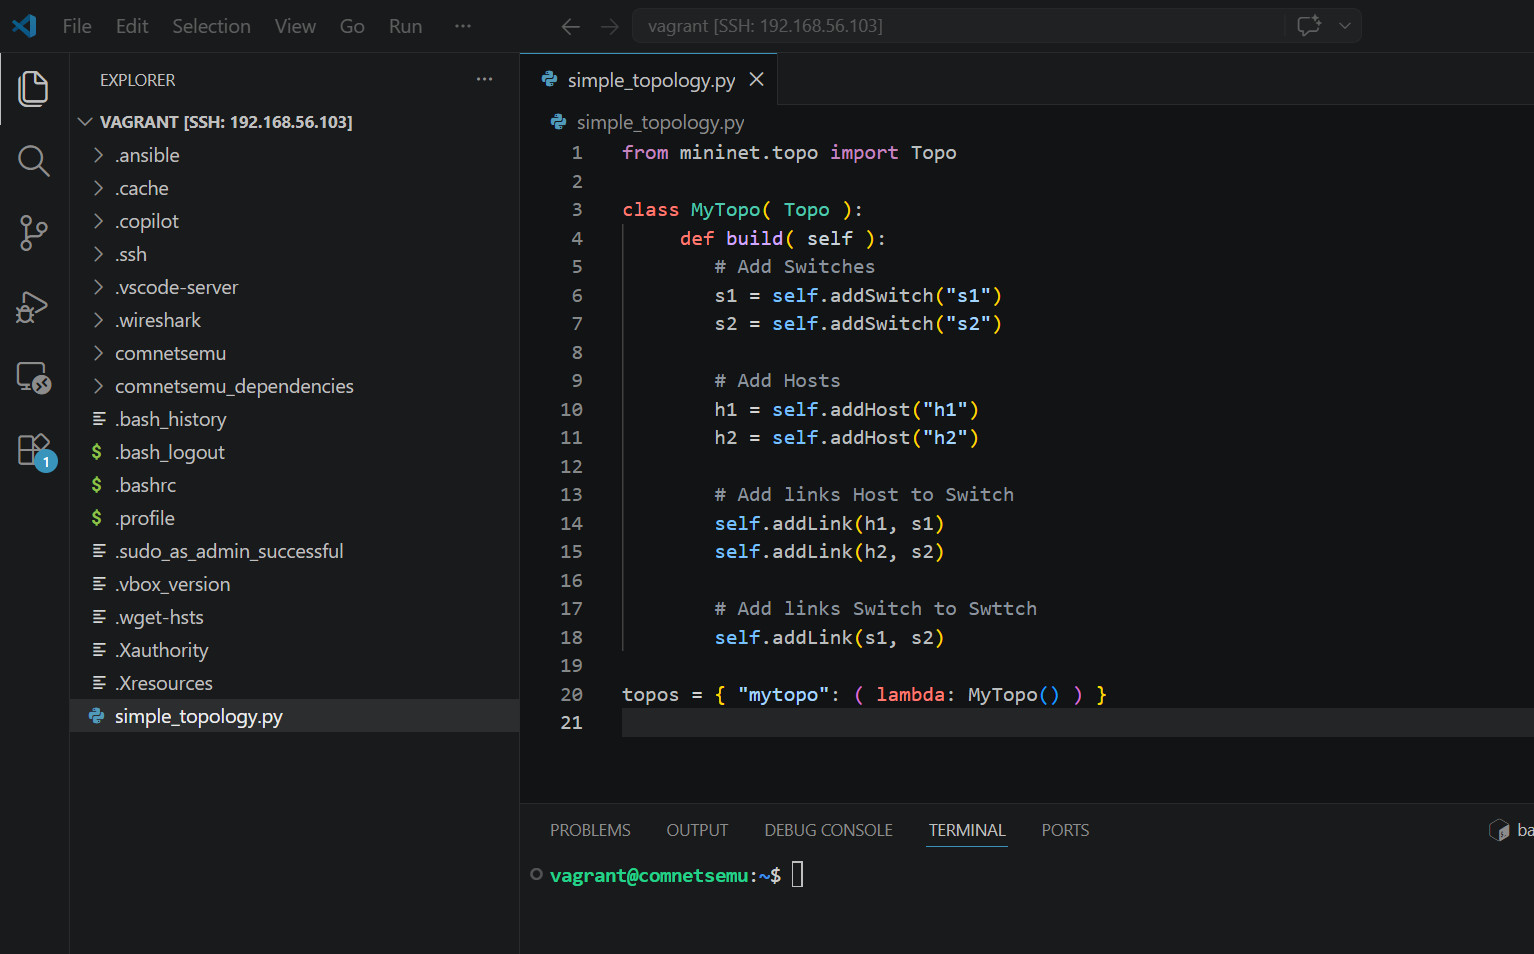 File Edit Selection View Go Run ···
vagrant [SSH: 192.168.56.103]
EXPLORER
VAGRANT [SSH: 192.168.56.103]
.ansible
.cache
.copilot
.ssh
.vscode-server
.wireshark
comnetsemu
comnetsemu_dependencies
.bash_history
$ .bash_logout
$ .bashrc
$ .profile
.sudo_as_admin_successful
.vbox_version
.wget-hsts
.Xauthority
.Xresources
simple_topology.py
1
simple_topology.py
simple_topology.py
1 from mininet.topo import Topo
2
3 class MyTopo( Topo ):
4 def build( self ):
5 # Add Switches
6 s1 = self.addSwitch("s1")
7 s2 = self.addSwitch("s2")
8
9 # Add Hosts
10 h1 = self.addHost("h1")
11 h2 = self.addHost("h2")
12
13 # Add links Host to Switch
14 self.addLink(h1, s1)
15 self.addLink(h2, s2)
16
17 # Add links Switch to Swttch
18 self.addLink(s1, s2)
19
20 topos = { "mytopo": ( lambda: MyTopo() ) }
21
PROBLEMS OUTPUT DEBUG CONSOLE TERMINAL PORTS
ba
vagrant@comnetsemu:~$